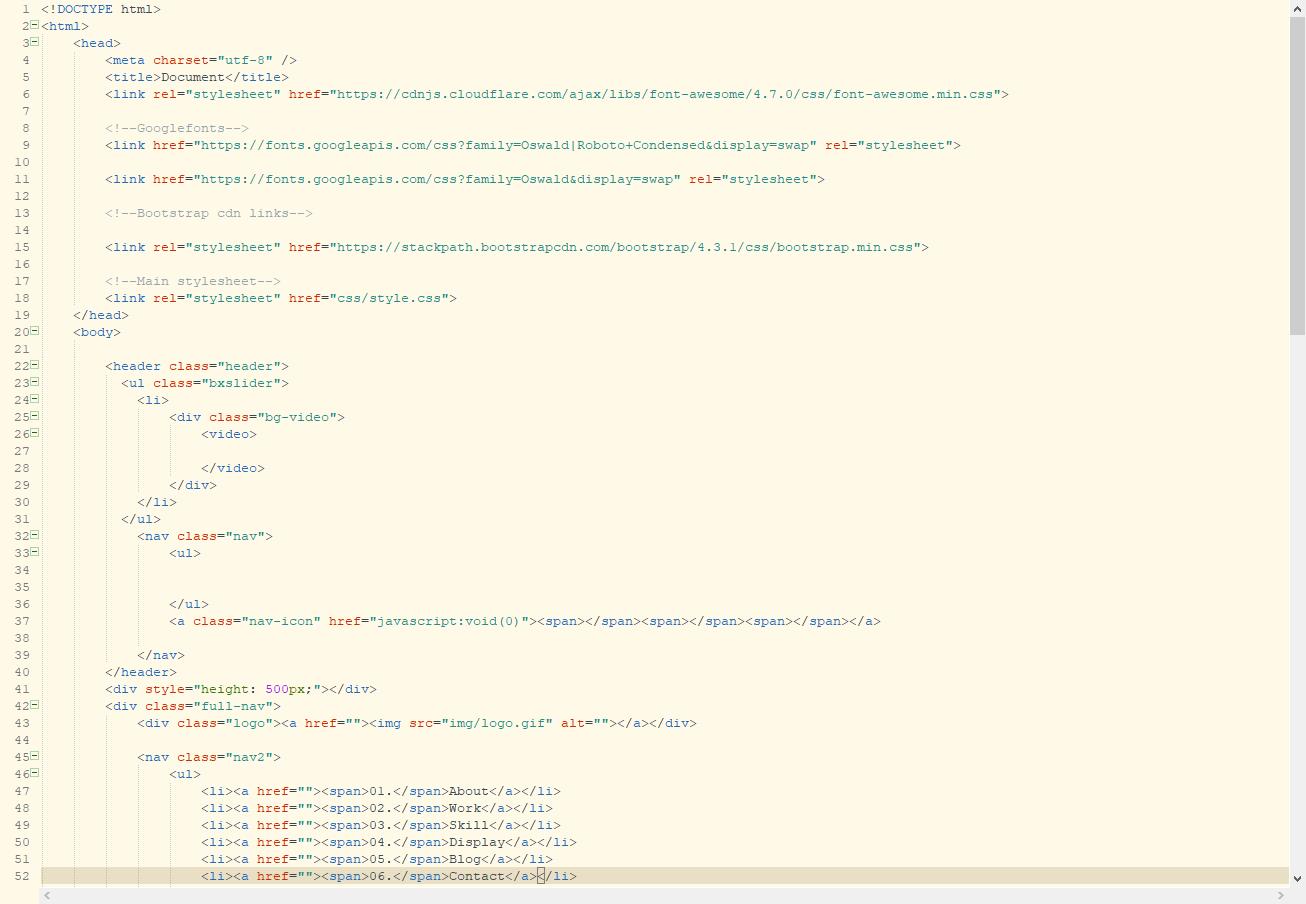 1 <!DOCTYPE html>
2 <html>
3 <head>
4 <meta charset="utf-8" />
5 <title>Document</title>
6 <link rel="stylesheet" href="https://cdnjs.cloudflare.com/ajax/libs/font-awesome/4.7.0/css/font-awesome.min.css">
7
8 <!--Googlefonts-->
9 <link href="https://fonts.googleapis.com/css?family=Oswald|Roboto+Condensed&display=swap" rel="stylesheet">
10
11 <link href="https://fonts.googleapis.com/css?family=Oswald&display=swap" rel="stylesheet">
12
13 <!--Bootstrap cdn links-->
14
15 <link rel="stylesheet" href="https://stackpath.bootstrapcdn.com/bootstrap/4.3.1/css/bootstrap.min.css">
16
17 <!--Main stylesheet-->
18 <link rel="stylesheet" href="css/style.css">
19 </head>
20 <body>
21
22 <header class="header">
23 <ul class="bxslider">
24 <li>
25 <div class="bg-video">
26 <video>
27
28 </video>
29 </div>
30 </li>
31 </ul>
32 <nav class="nav">
33 <ul>
34
35
36 </ul>
37 <a class="nav-icon" href="javascript:void(0)"><span></span><span></span><span></span></a>
38
39 </nav>
40 </header>
41 <div style="height: 500px;"></div>
42 <div class="full-nav">
43 <div class="logo"><a href=""><img src="img/logo.gif" alt=""></a></div>
44
45 <nav class="nav2">
46 <ul>
47 <li><a href=""><span>01.</span>About</a></li>
48 <li><a href=""><span>02.</span>Work</a></li>
49 <li><a href=""><span>03.</span>Skill</a></li>
50 <li><a href=""><span>04.</span>Display</a></li>
51 <li><a href=""><span>05.</span>Blog</a></li>
52 <li><a href=""><span>06.</span>Contact</a></li>